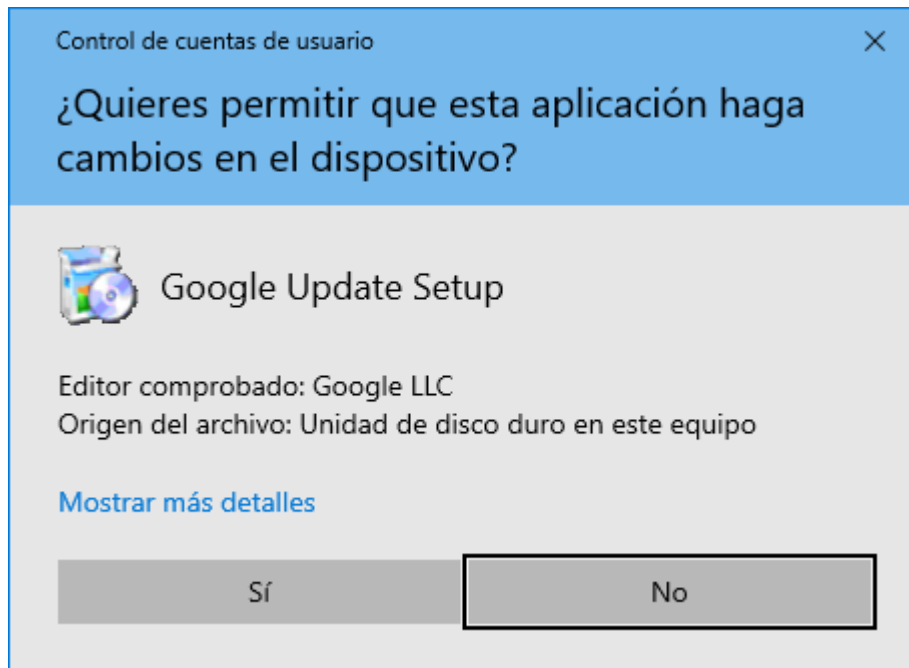 Control de cuentas de usuario
¿Quieres permitir que esta aplicación haga
cambios en el dispositivo?
Google Update Setup
Editor comprobado: Google LLC
Origen del archivo: Unidad de disco duro en este equipo
Mostrar más detalles
Sí
No